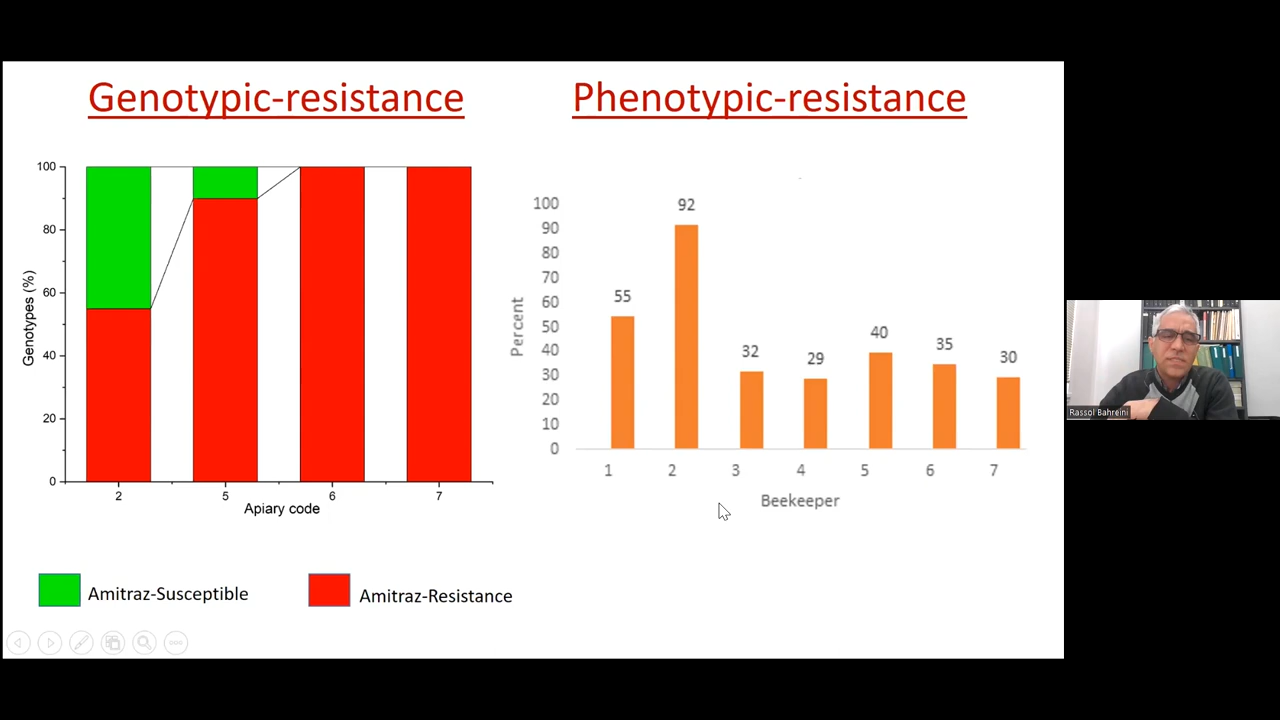 Genotypic-resistance
Phenotypic-resistance
100
80
60
40
20
0
Genotypes (%)
2 5 6 7
Apiary code
Amitraz-Susceptible
Amitraz-Resistance
100
90
80
70
60
50
40
30
20
10
0
Percent
55 92 32 29 40 35 30
1 2 3 4 5 6 7
Beekeeper
Rassol Bahreini